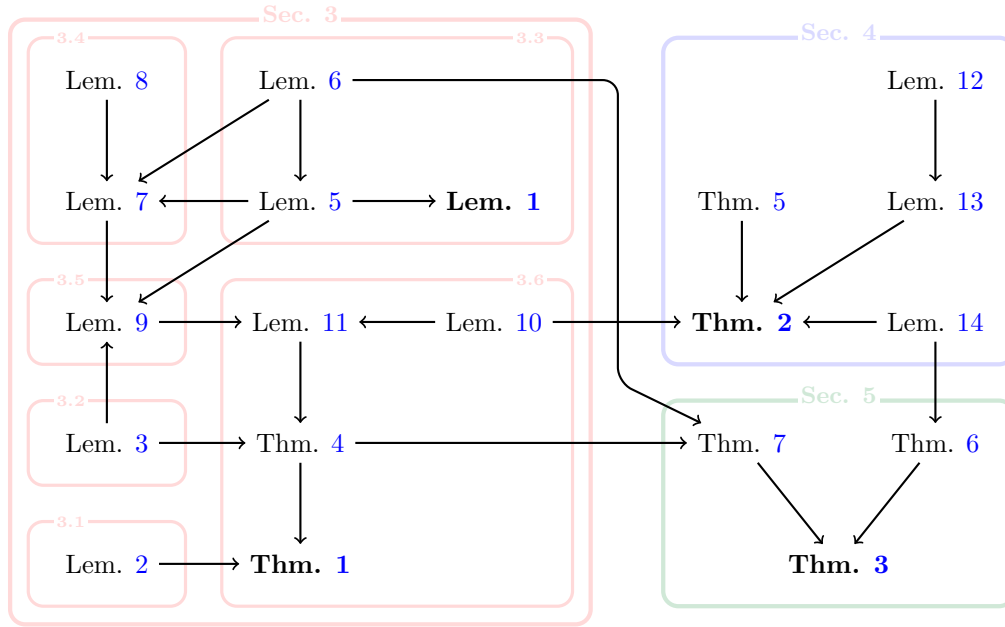 Sec. 3
Sec. 4
3.4
3.3
Lem. 8
Lem. 6
Lem. 12
Lem. 7
Lem. 5
Lem. 1
Thm. 5
Lem. 13
3.5
3.6
Lem. 9
Lem. 11
Lem. 10
Thm. 2
Lem. 14
3.2
Sec. 5
Lem. 3
Thm. 4
Thm. 7
Thm. 6
3.1
Lem. 2
Thm. 1
Thm. 3